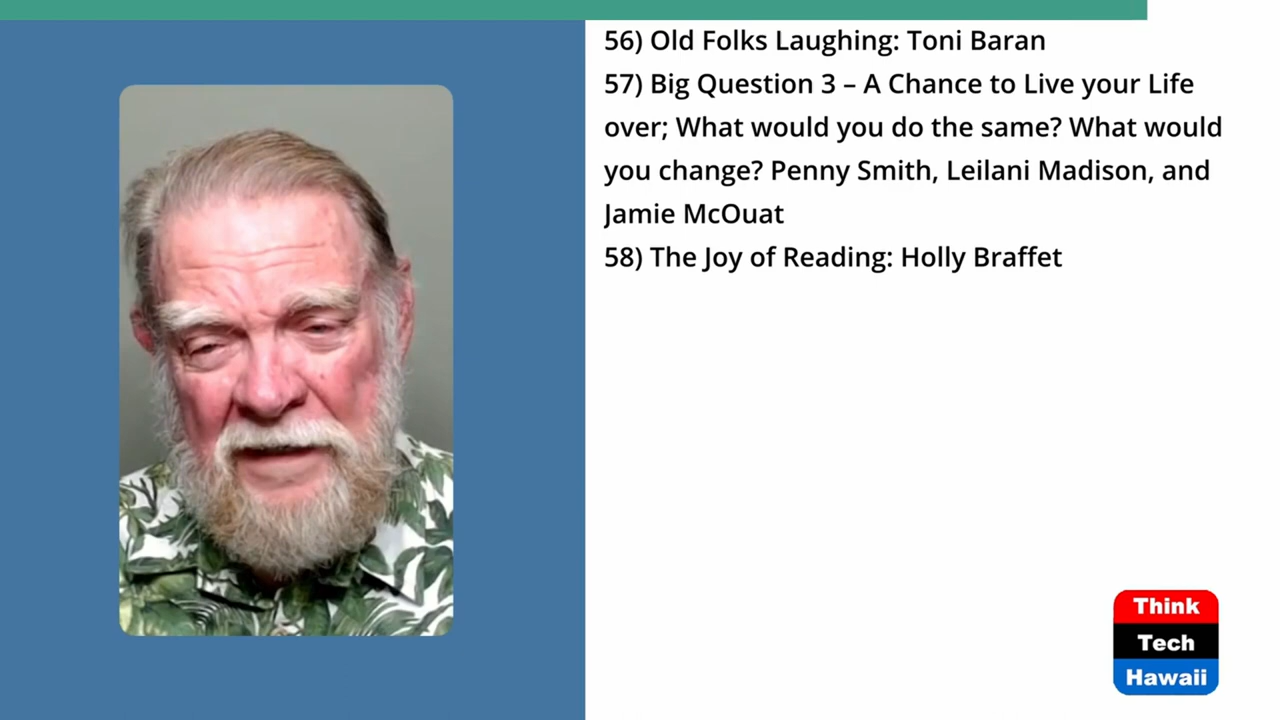 56) Old Folks Laughing: Toni Baran
57) Big Question 3 – A Chance to Live your Life
over; What would you do the same? What would
you change? Penny Smith, Leilani Madison, and
Jamie McOuat
58) The Joy of Reading: Holly Braffet
Think
Tech
Hawaii